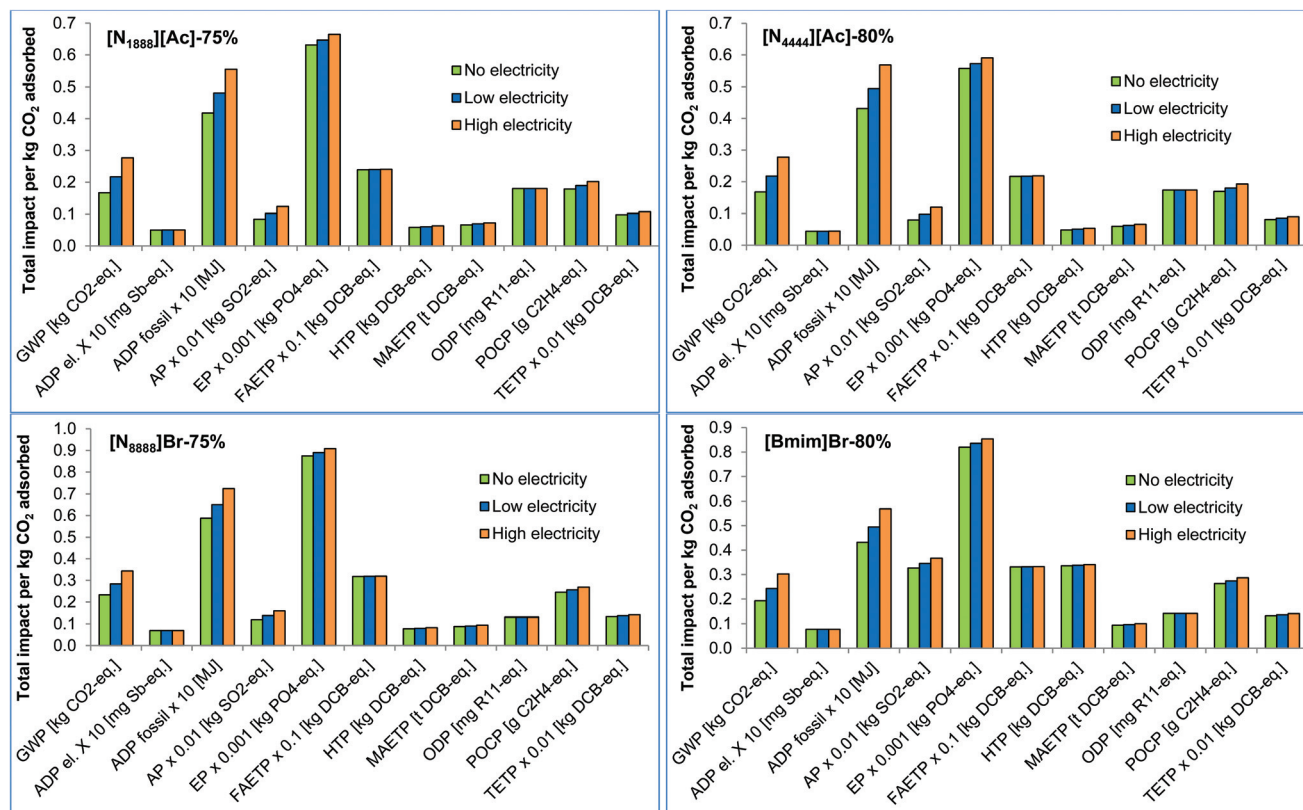 [N1888][Ac]-75%
Total impact per kg CO2 adsorbed
0.7
0.6
0.5
0.4
0.3
0.2
0.1
0.0
No electricity
Low electricity
High electricity
GWP [kg CO2-eq.]
ADP el. X 10 [mg Sb-eq.]
ADP fossil x 10 [MJ]
AP x 0.01 [kg SO2-eq.]
EP x 0.001 [kg PO4-eq.]
FAETP x 0.1 [kg DCB-eq.]
HTP [kg DCB-eq.]
MAETP [t DCB-eq.]
ODP [mg R11-eq.]
POCP [g C2H4-eq.]
TETP x 0.01 [kg DCB-eq.]
[N4444][Ac]-80%
Total impact per kg CO2 adsorbed
0.7
0.6
0.5
0.4
0.3
0.2
0.1
0.0
No electricity
Low electricity
High electricity
GWP [kg CO2-eq.]
ADP el. X 10 [mg Sb-eq.]
ADP fossil x 10 [MJ]
AP x 0.01 [kg SO2-eq.]
EP x 0.001 [kg PO4-eq.]
FAETP x 0.1 [kg DCB-eq.]
HTP [kg DCB-eq.]
MAETP [t DCB-eq.]
ODP [mg R11-eq.]
POCP [g C2H4-eq.]
TETP x 0.01 [kg DCB-eq.]
[N8888]Br-75%
Total impact per kg CO2 adsorbed
1.0
0.9
0.8
0.7
0.6
0.5
0.4
0.3
0.2
0.1
0.0
No electricity
Low electricity
High electricity
GWP [kg CO2-eq.]
ADP el. X 10 [mg Sb-eq.]
ADP fossil x 10 [MJ]
AP x 0.01 [kg SO2-eq.]
EP x 0.001 [kg PO4-eq.]
FAETP x 0.1 [kg DCB-eq.]
HTP [kg DCB-eq.]
MAETP [t DCB-eq.]
ODP [mg R11-eq.]
POCP [g C2H4-eq.]
TETP x 0.01 [kg DCB-eq.]
[Bmim]Br-80%
Total impact per kg CO2 adsorbed
0.9
0.8
0.7
0.6
0.5
0.4
0.3
0.2
0.1
0.0
No electricity
Low electricity
High electricity
GWP [kg CO2-eq.]
ADP el. X 10 [mg Sb-eq.]
ADP fossil x 10 [MJ]
AP x 0.01 [kg SO2-eq.]
EP x 0.001 [kg PO4-eq.]
FAETP x 0.1 [kg DCB-eq.]
HTP [kg DCB-eq.]
MAETP [t DCB-eq.]
ODP [mg R11-eq.]
POCP [g C2H4-eq.]
TETP x 0.01 [kg DCB-eq.]